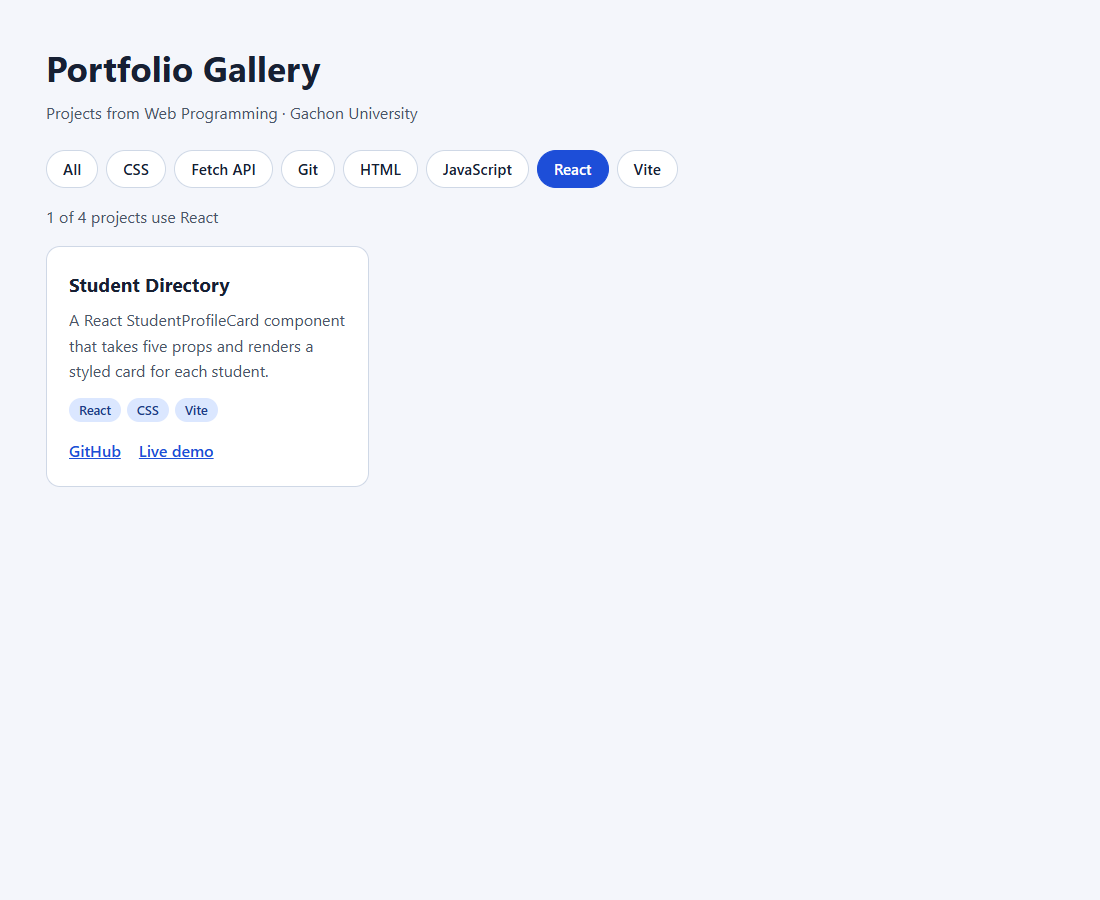 Portfolio Gallery
Projects from Web Programming · Gachon University
All CSS Fetch API Git HTML JavaScript React Vite
1 of 4 projects use React
Student Directory
A React StudentProfileCard component
that takes five props and renders a
styled card for each student.
React CSS Vite
GitHub Live demo